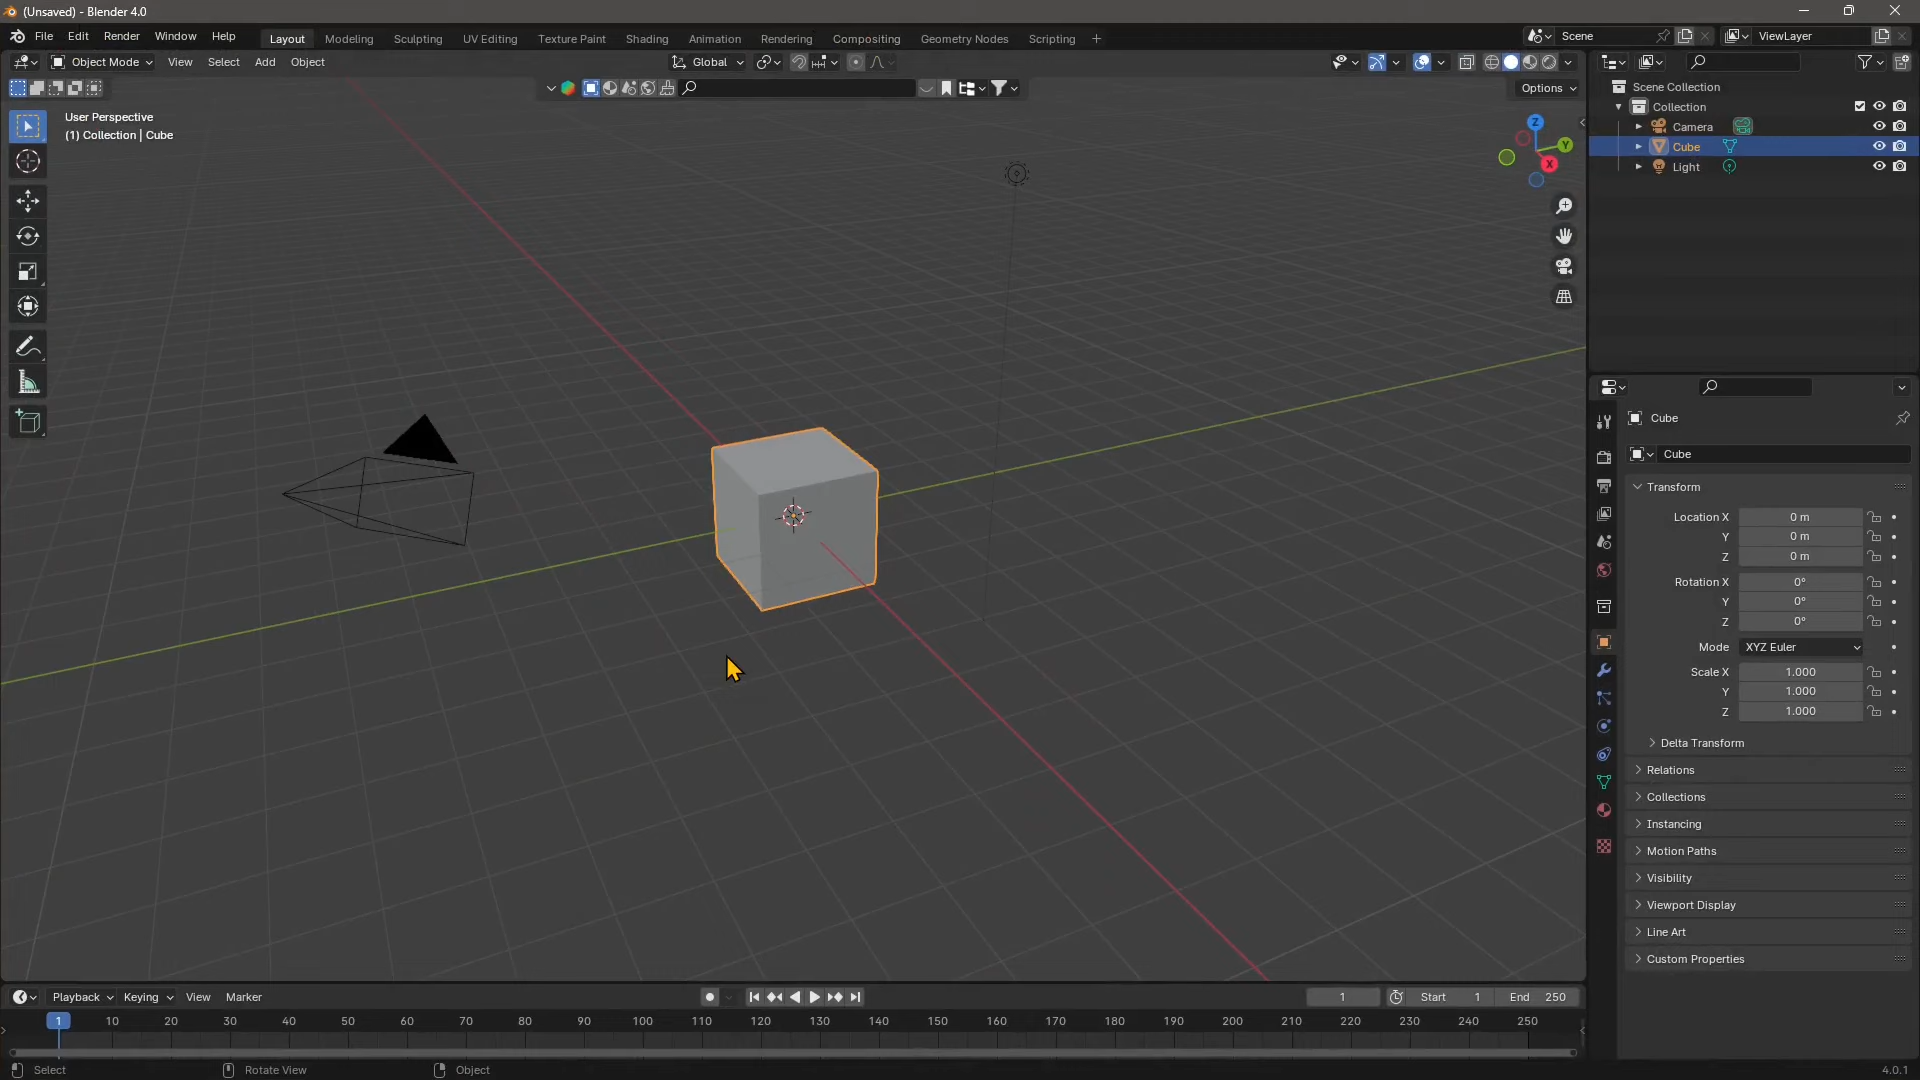 (Unsaved) - Blender 4.0
File Edit Render Window Help Layout Modeling Sculpting UV Editing Texture Paint Shading Animation Rendering Compositing Geometry Nodes Scripting + Scene ViewLayer
Object Mode View Select Add Object Global
Options
User Perspective
(1) Collection | Cube
Z
Y
X
Scene Collection
Collection
Camera
Cube
Light
Cube
Cube
Transform
Location X 0 m
Y 0 m
Z 0 m
Rotation X 0°
Y 0°
Z 0°
Mode XYZ Euler
Scale X 1.000
Y 1.000
Z 1.000
Delta Transform
Relations
Collections
Instancing
Motion Paths
Visibility
Viewport Display
Line Art
Custom Properties
Playback Keying View Marker 1 Start 1 End 250
1 10 20 30 40 50 60 70 80 90 100 110 120 130 140 150 160 170 180 190 200 210 220 230 240 250
Select Rotate View Object 4.0.1